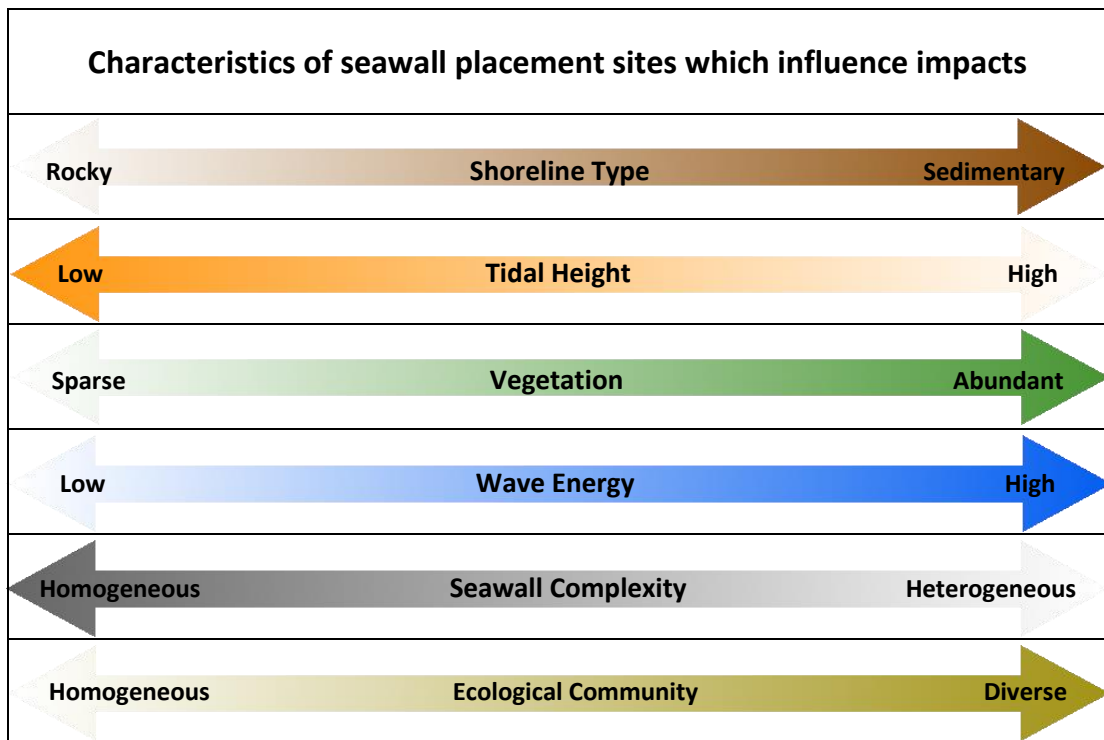 Characteristics of seawall placement sites which influence impacts
Rocky Shoreline Type Sedimentary
Low Tidal Height High
Sparse Vegetation Abundant
Low Wave Energy High
Homogeneous Seawall Complexity Heterogeneous
Homogeneous Ecological Community Diverse